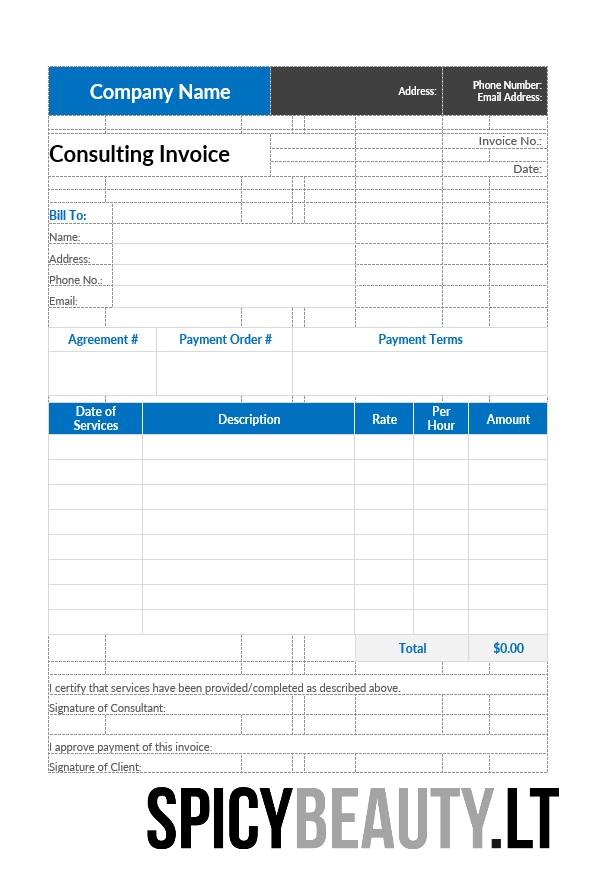 Company Name
Address:
Phone Number:
Email Address:
Consulting Invoice
Invoice No.:
Date:
Bill To:
Name:
Address:
Phone No.:
Email:
Agreement # Payment Order # Payment Terms
Date of Services Description Rate Per Hour Amount
Total $0.00
I certify that services have been provided/completed as described above.
Signature of Consultant:
I approve payment of this invoice:
Signature of Client:
SPICYBEAUTY.LT